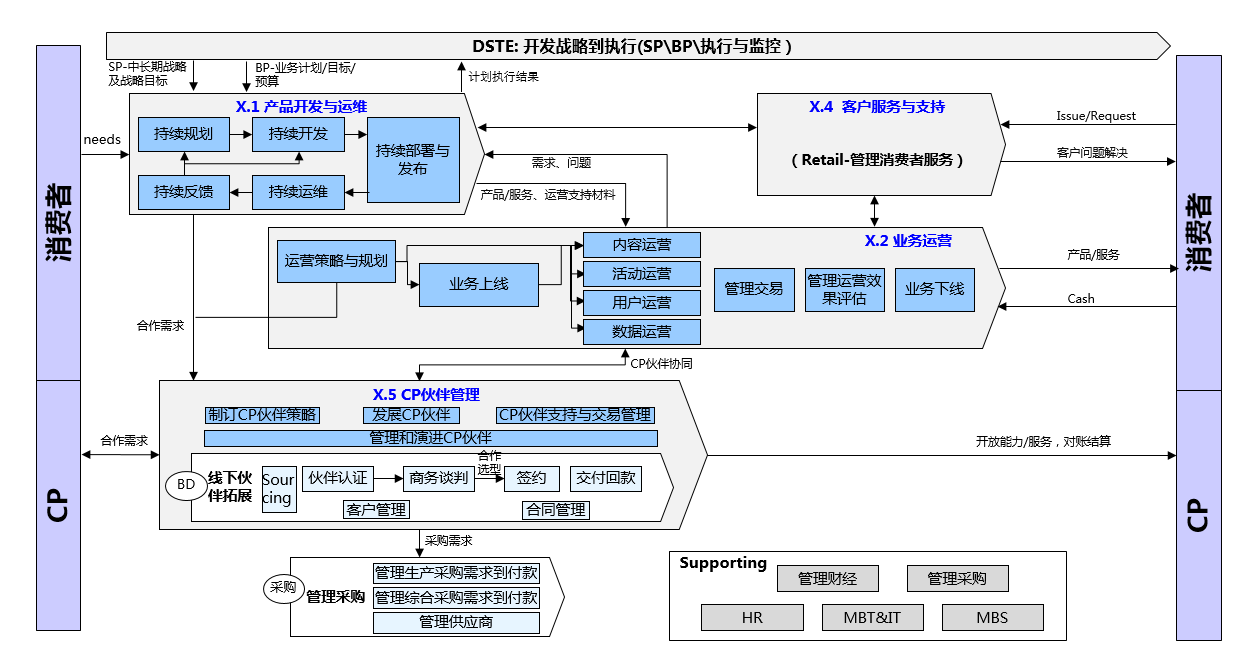 DSTE: 开发战略到执行(SP\BP\执行与监控）
SP-中长期战略
及战略目标
BP-业务计划/目标/
预算
计划执行结果
消费者
CP
needs
X.1 产品开发与运维
持续规划
持续开发
持续部署与
发布
持续反馈
持续运维
X.4 客户服务与支持
（Retail-管理消费者服务）
Issue/Request
客户问题解决
需求、问题
产品/服务、运营支持材料
消费者
CP
X.2 业务运营
运营策略与规划
业务上线
内容运营
活动运营
用户运营
数据运营
管理交易
管理运营效
果评估
业务下线
产品/服务
Cash
合作需求
CP伙伴协同
X.5 CP伙伴管理
制订CP伙伴策略
发展CP伙伴
CP伙伴支持与交易管理
管理和演进CP伙伴
合作需求
开放能力/服务，对账结算
BD
线下伙
伴拓展
Sour
cing
伙伴认证
商务谈判
合作
选型
签约
交付回款
客户管理
合同管理
采购需求
采购
管理采购
管理生产采购需求到付款
管理综合采购需求到付款
管理供应商
Supporting
管理财经
管理采购
HR
MBT&IT
MBS